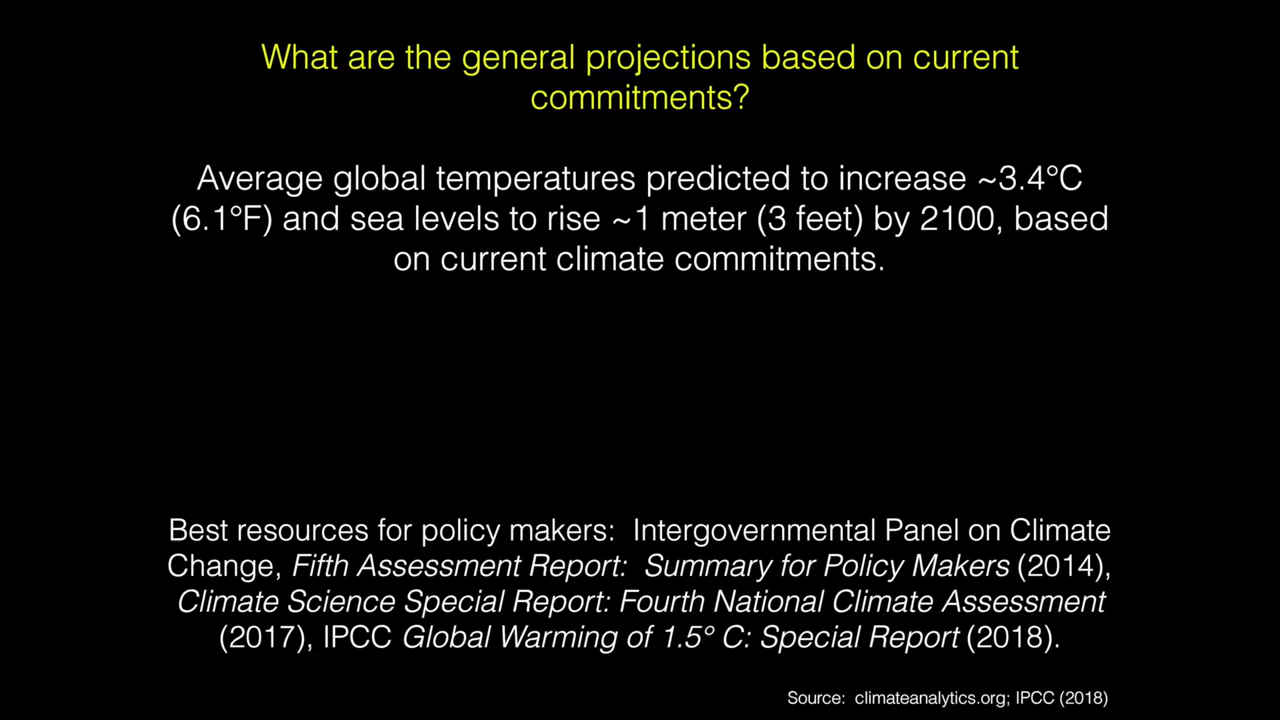 What are the general projections based on current
commitments?
Average global temperatures predicted to increase ~3.4°C
(6.1°F) and sea levels to rise ~1 meter (3 feet) by 2100, based
on current climate commitments.
Best resources for policy makers:  Intergovernmental Panel on Climate
Change, Fifth Assessment Report:  Summary for Policy Makers (2014),
Climate Science Special Report: Fourth National Climate Assessment
(2017), IPCC Global Warming of 1.5° C: Special Report (2018).
Source:  climateanalytics.org; IPCC (2018)